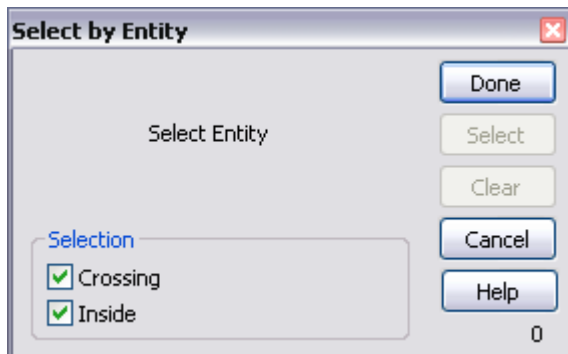 Select by Entity
Done
Select Entity
Select
Clear
Selection
Cancel
Crossing
Help
Inside
0